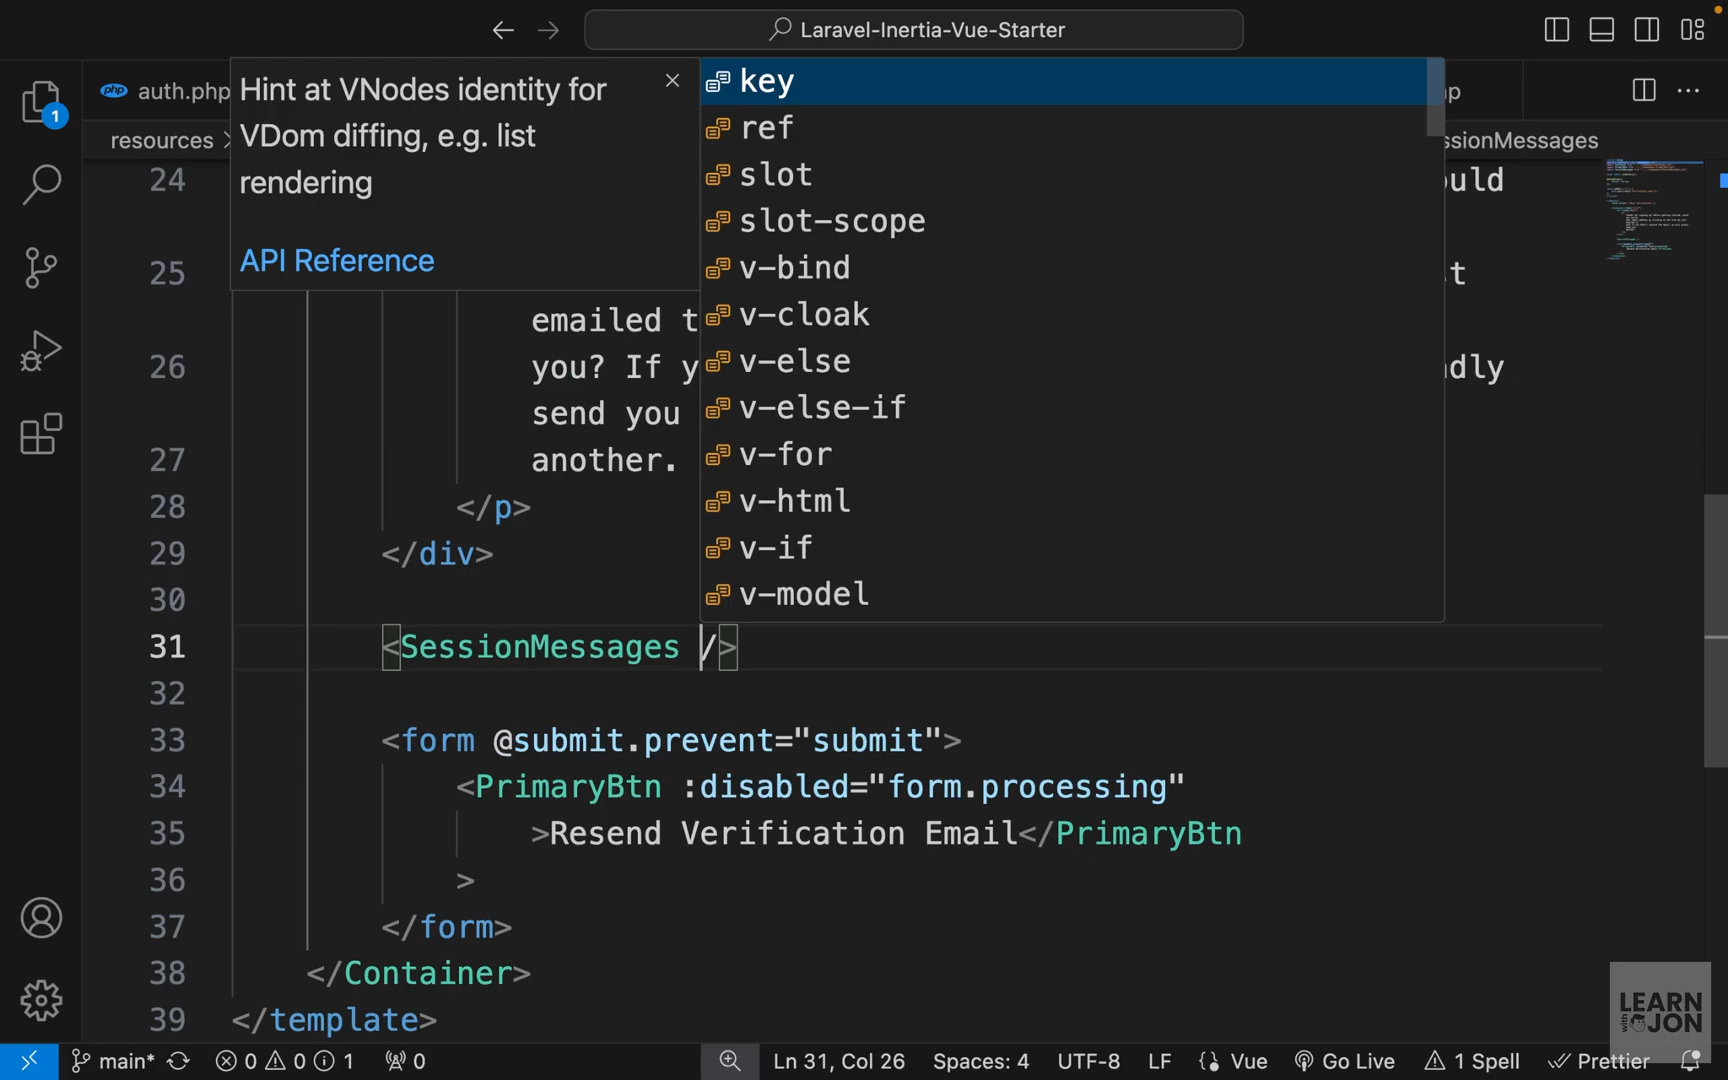 Laravel-Inertia-Vue-Starter
1
php auth.php
resources >
ssionMessages
Hint at VNodes identity for
VDom diffing, e.g. list
rendering
API Reference
key
ref
slot
slot-scope
v-bind
v-cloak
v-else
v-else-if
v-for
v-html
v-if
v-model
24
25
emailed t
26 you? If y
send you
27 another.
28 </p>
29 </div>
30
31 <SessionMessages />
32
33 <form @submit.prevent="submit">
34 <PrimaryBtn :disabled="form.processing"
35 >Resend Verification Email</PrimaryBtn
36 >
37 </form>
38 </Container>
39 </template>
LEARN
with JON
main* 0 0 1 0 Ln 31, Col 26 Spaces: 4 UTF-8 LF Vue Go Live 1 Spell Prettier